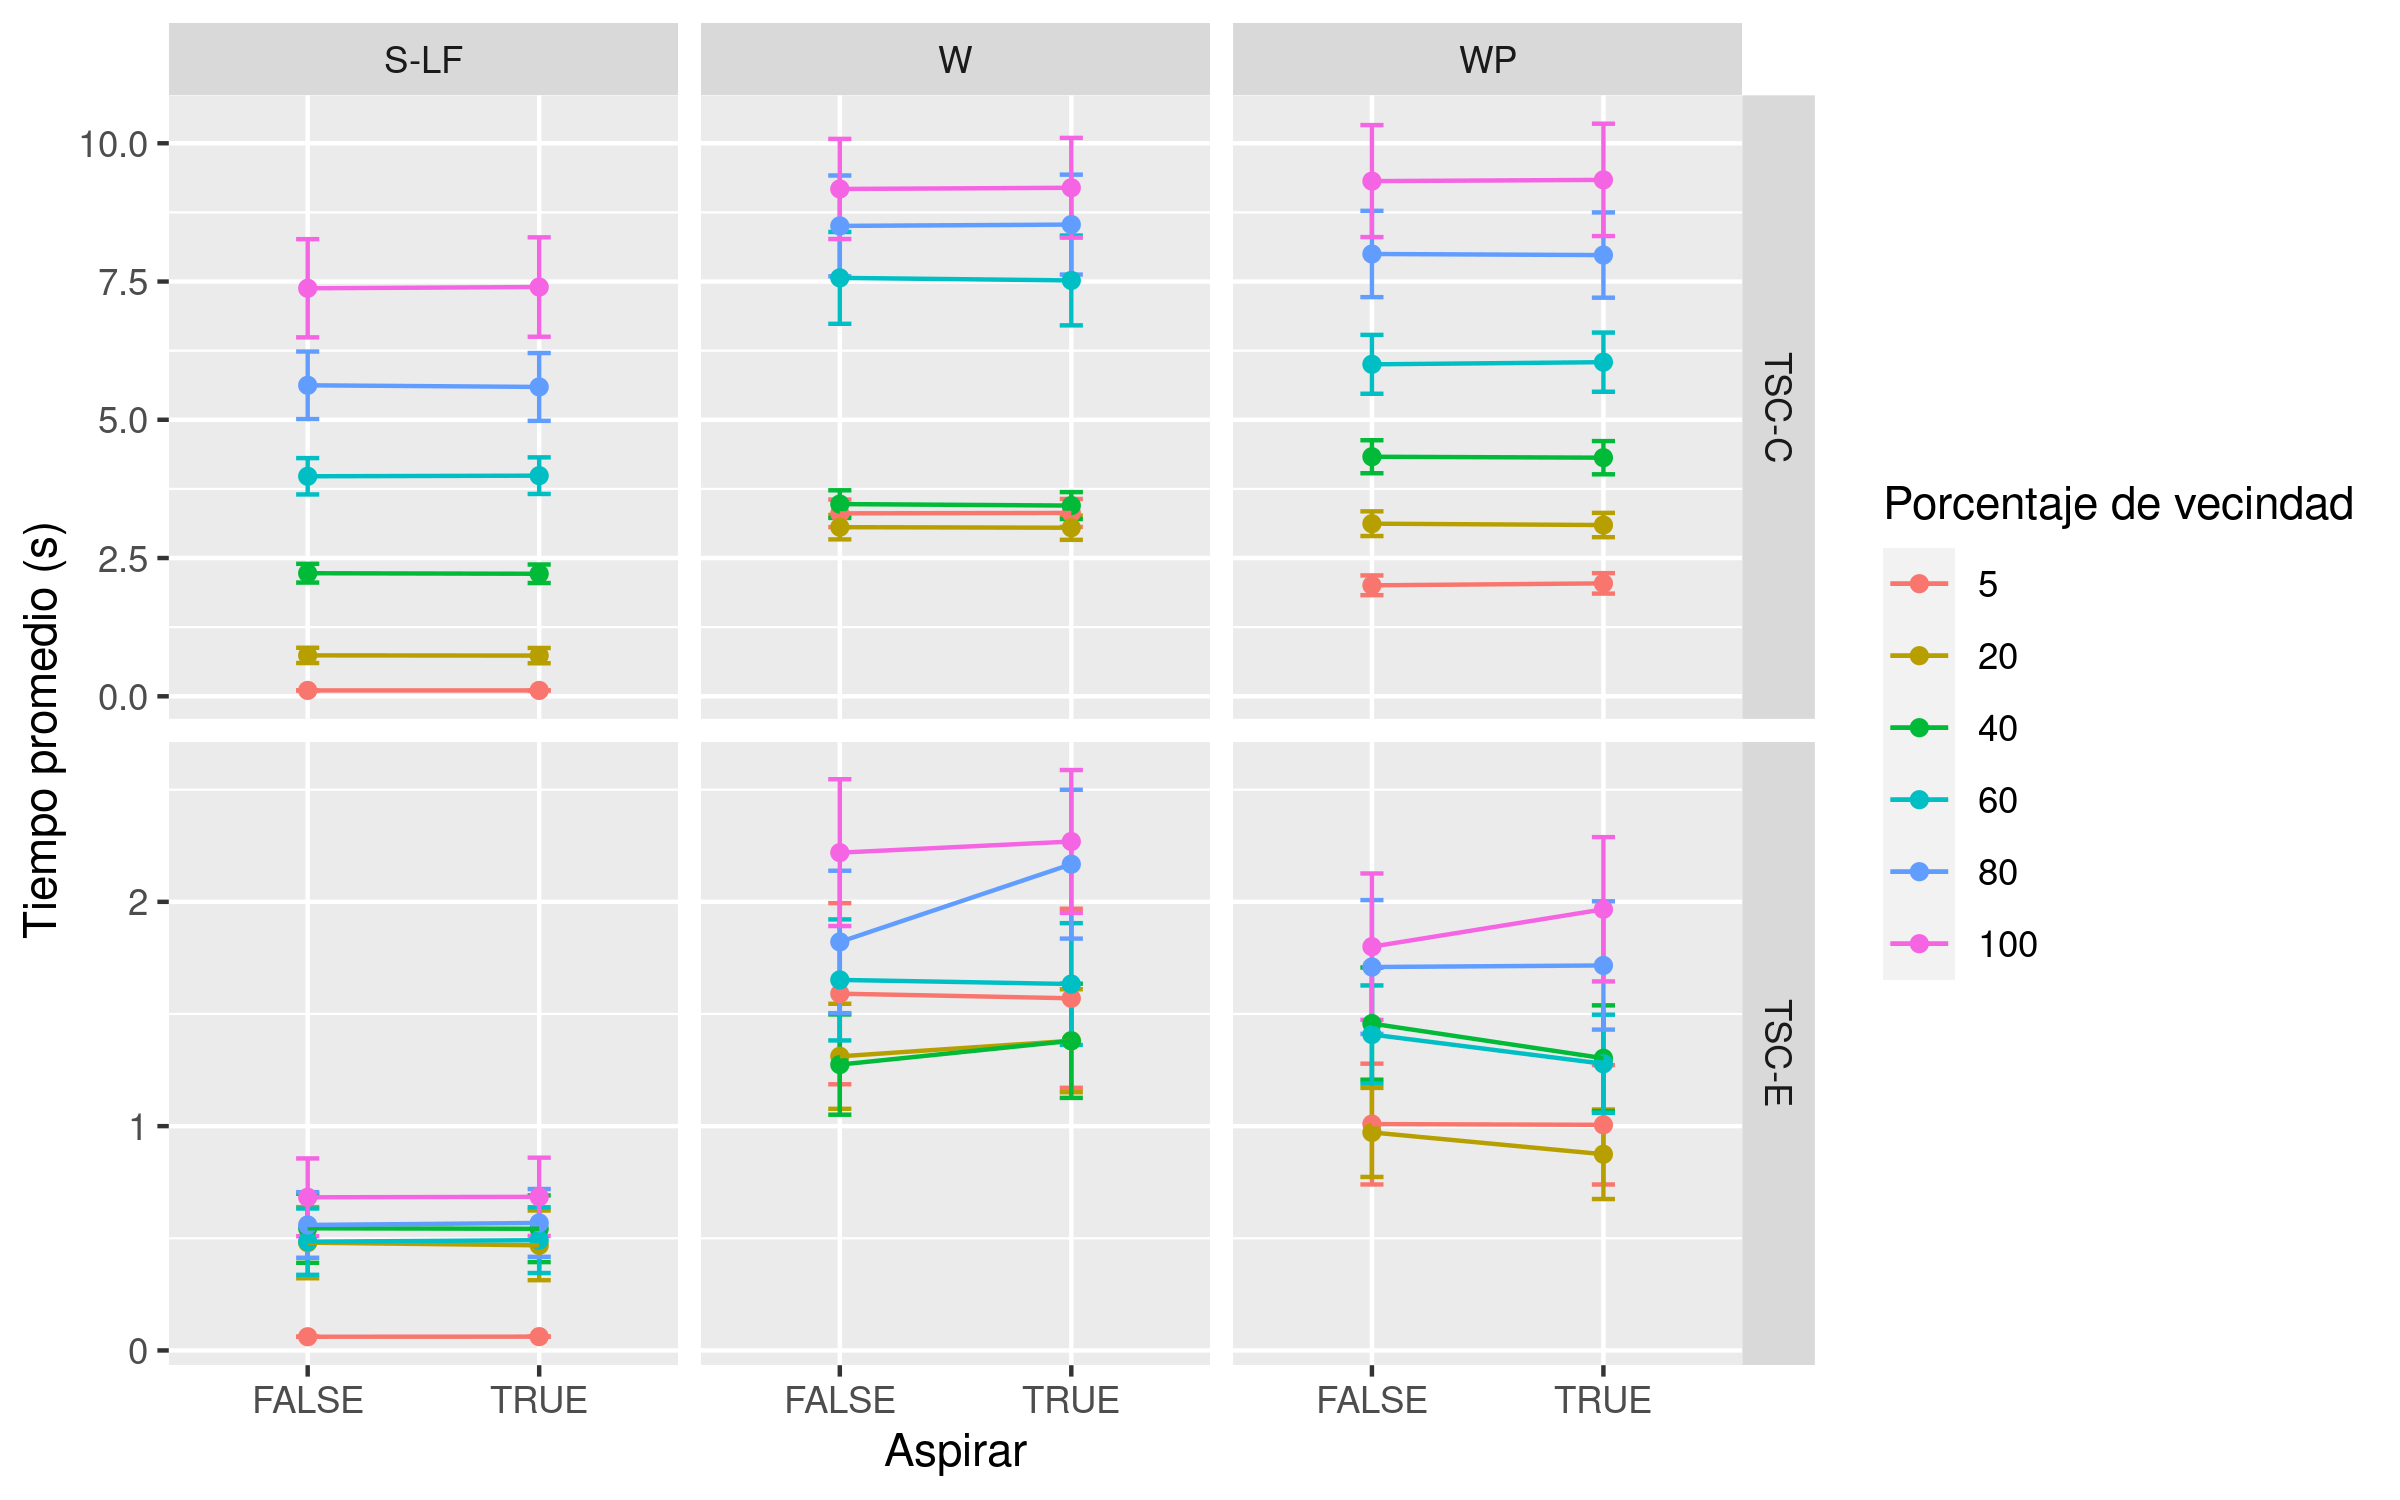 S-LF
W
WP
10.0
7.5
5.0
2.5
0.0
TSC-C
2
1
0
TSC-E
Tiempo promedio (s)
FALSE TRUE
FALSE TRUE
FALSE TRUE
Aspirar
Porcentaje de vecindad
5
20
40
60
80
100